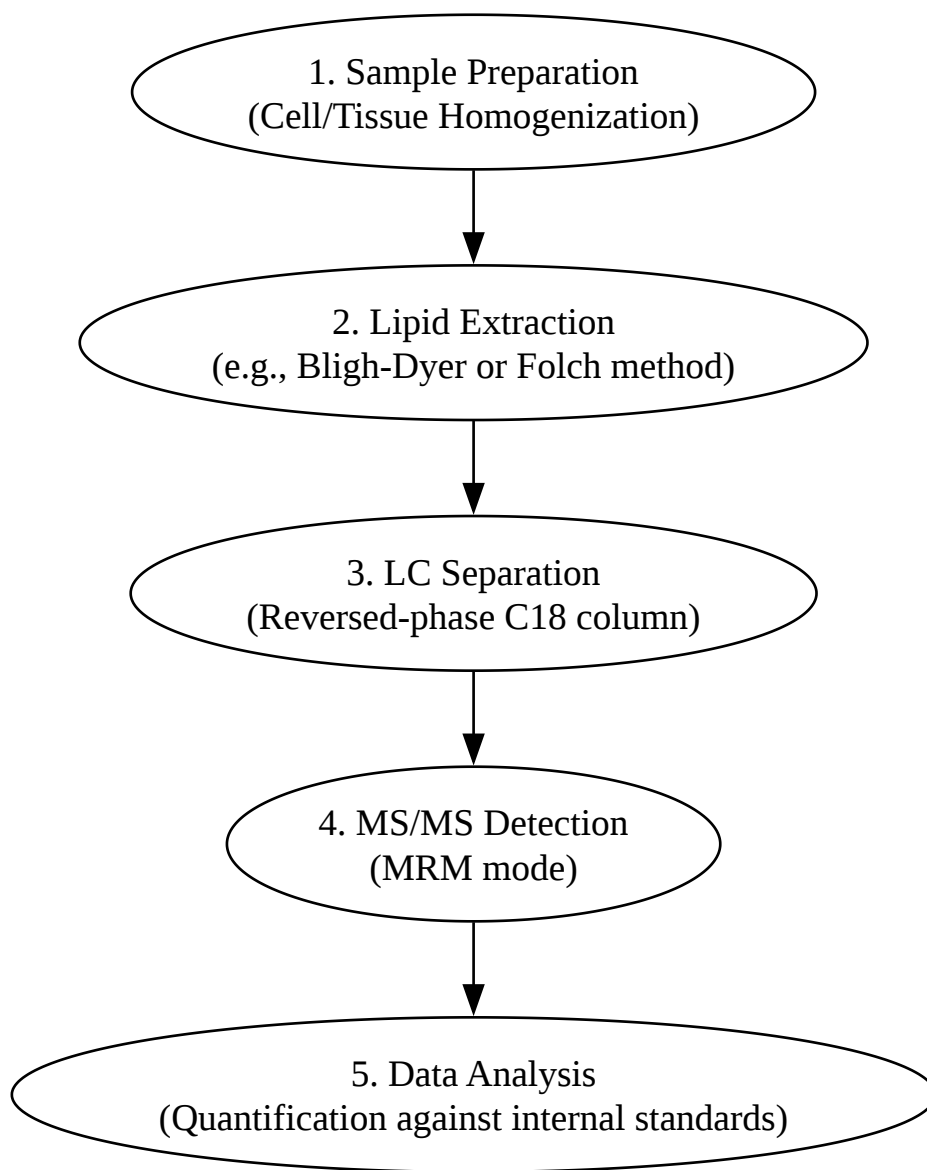 1. Sample Preparation
(Cell/Tissue Homogenization)
2. Lipid Extraction
(e.g., Bligh-Dyer or Folch method)
3. LC Separation
(Reversed-phase C18 column)
4. MS/MS Detection
(MRM mode)
5. Data Analysis
(Quantification against internal standards)